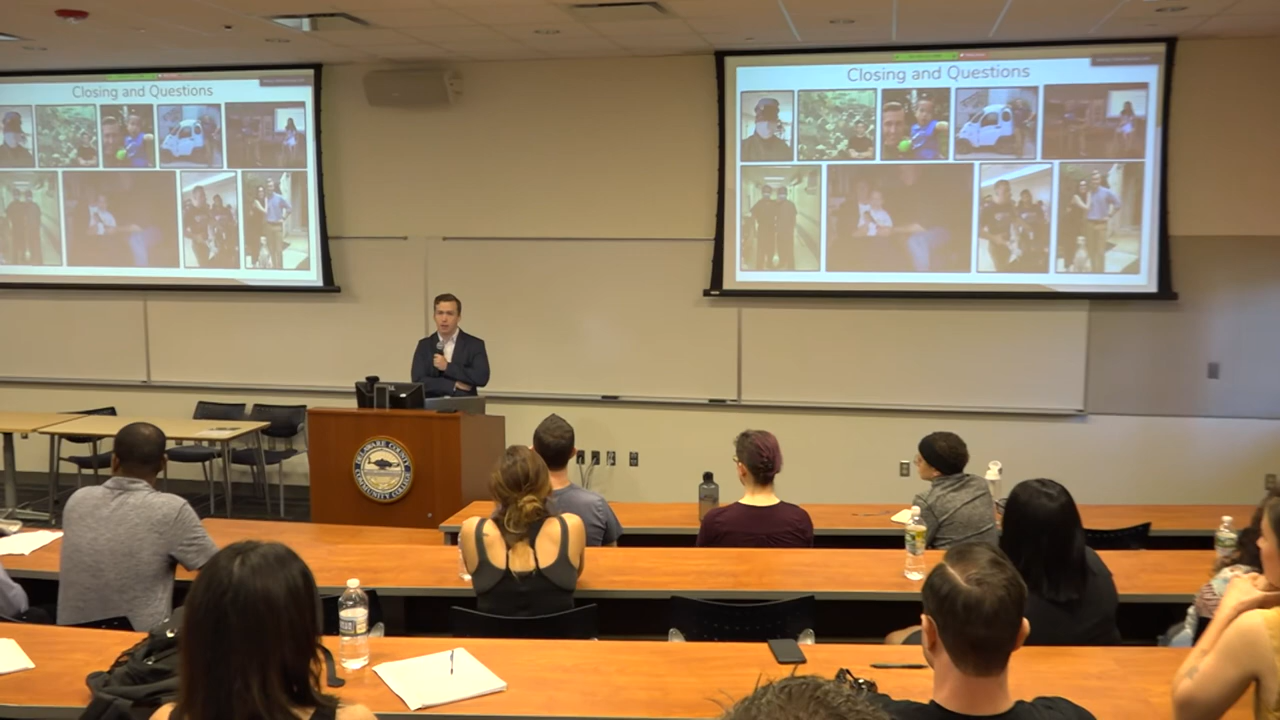 Closing and Questions
Closing and Questions
DELAWARE COUNTY
COMMUNITY COLLEGE